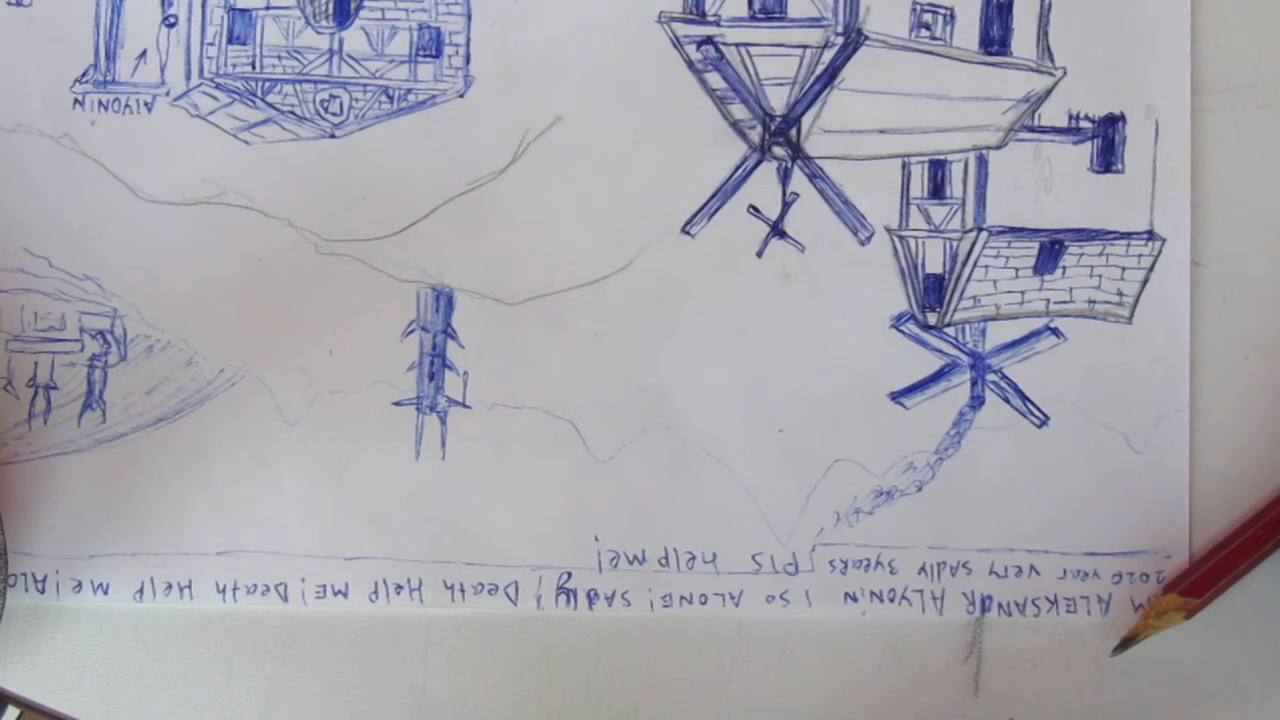 M ALEKSANDR ALYONIN I SO ALONE! SAdly! Death HelP ME! Death HelP Me! Alo
2020 year very sadly 3years Pls help me!
AlYONIN